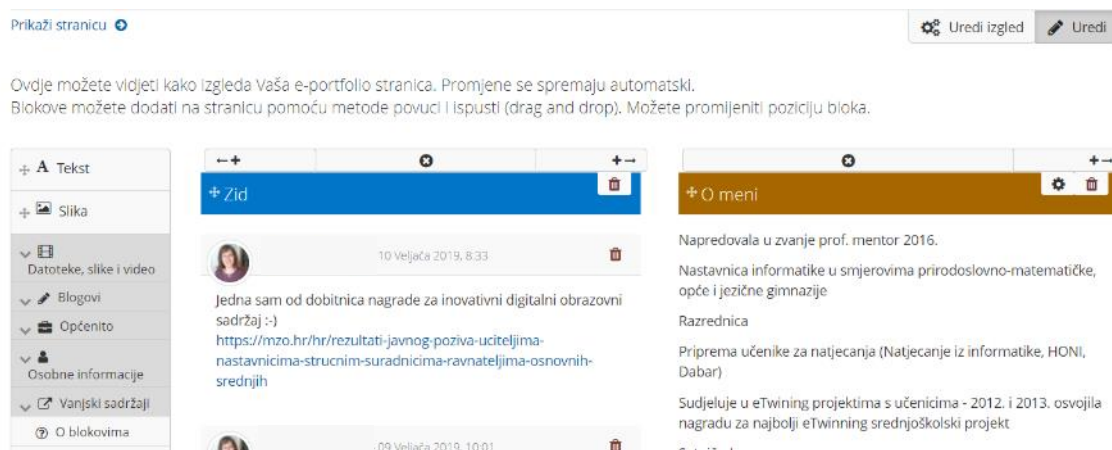 Prikaži stranicu
Uredi izgled
Uredi
Ovdje možete vidjeti kako izgleda Vaša e-portfolio stranica. Promjene se spremaju automatski.
Blokove možete dodati na stranicu pomoću metode povuci i ispusti (drag and drop). Možete promijeniti poziciju bloka.
A Tekst
Slika
Datoteke, slike i video
Blogovi
Općenito
Osobne informacije
Vanjski sadržaji
O blokovima
Zid
10 Veljača 2019, 8:33
Jedna sam od dobitnica nagrade za inovativni digitalni obrazovni
sadržaj :-)
https://mzo.hr/hr/rezultati-javnog-poziva-uciteljima-
nastavnicima-strucnim-suradnicima-ravnateljima-osnovnih-
srednjih
09 Veljača 2019, 10:01
O meni
Napredovala u zvanje prof. mentor 2016.
Nastavnica informatike u smjerovima prirodoslovno-matematičke,
opće i jezične gimnazije
Razrednica
Priprema učenike za natjecanja (Natjecanje iz informatike, HONI,
Dabar)
Sudjeluje u eTwining projektima s učenicima - 2012. i 2013. osvojila
nagradu za najbolji eTwinning srednjoškolski projekt